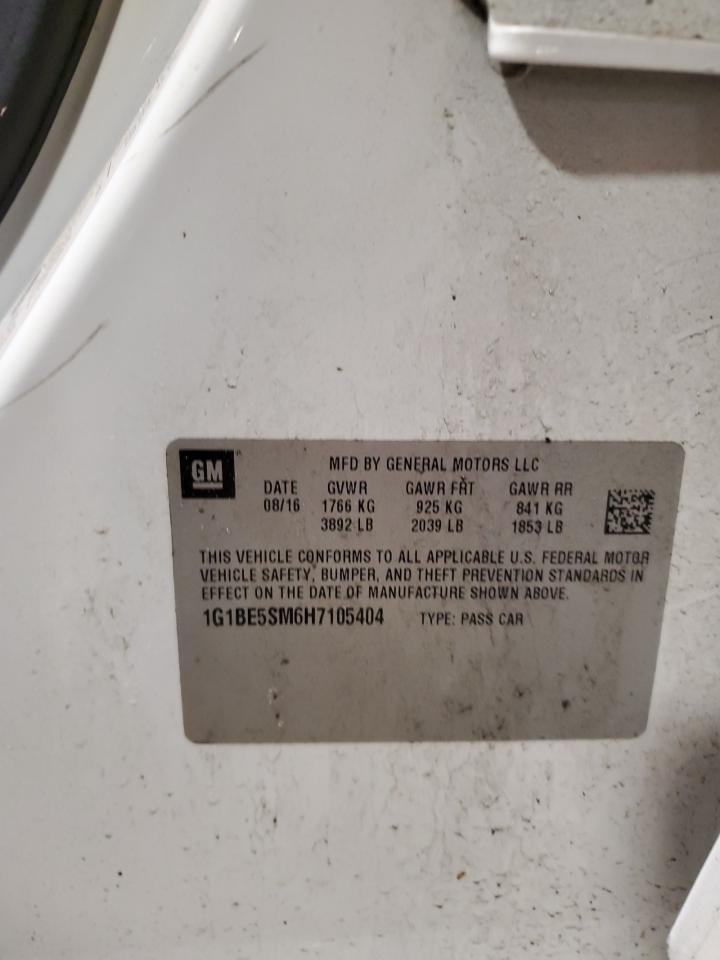 GM
MFD BY GENERAL MOTORS LLC
DATE GVWR GAWR FRT GAWR RR
08/16 1766 KG 925 KG 841 KG
3892 LB 2039 LB 1853 LB
THIS VEHICLE CONFORMS TO ALL APPLICABLE U.S. FEDERAL MOTOR
VEHICLE SAFETY, BUMPER, AND THEFT PREVENTION STANDARDS IN
EFFECT ON THE DATE OF MANUFACTURE SHOWN ABOVE.
1G1BE5SM6H7105404 TYPE: PASS CAR